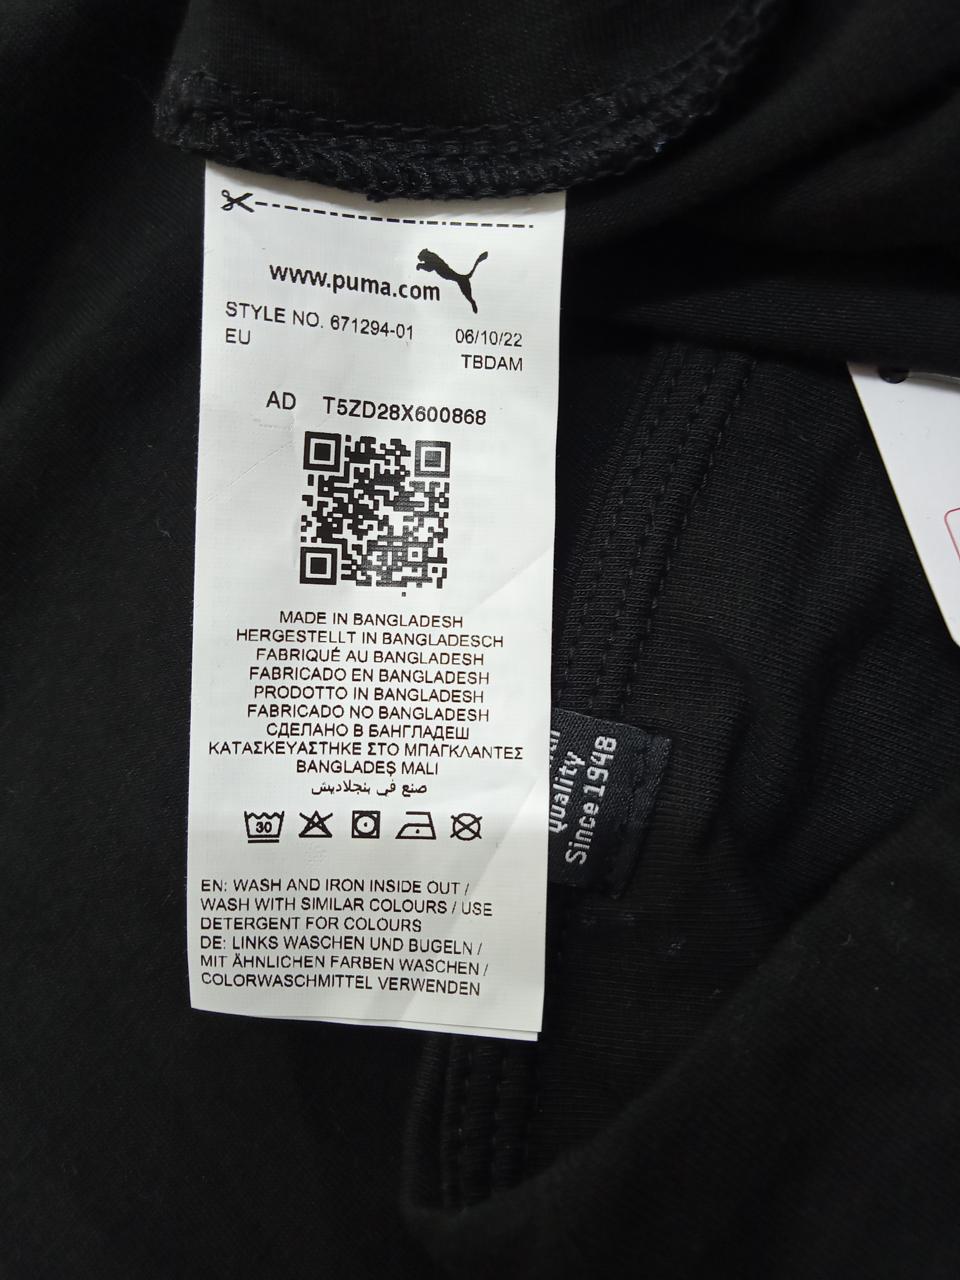 www.puma.com
STYLE NO. 671294-01 06/10/22
EU TBDAM
AD T5ZD28X600868
MADE IN BANGLADESH
HERGESTELLT IN BANGLADESCH
FABRIQUÉ AU BANGLADESH
FABRICADO EN BANGLADESH
PRODOTTO IN BANGLADESH
FABRICADO NO BANGLADESH
СДЕЛАНО В БАНГЛАДЕШ
ΚΑΤΑΣΚΕΥΑΣΤΗΚΕ ΣΤΟ ΜΠΑΓΚΛΑΝΤΕΣ
BANGLADEŞ MALI
صنع في بنجلاديش
30
EN: WASH AND IRON INSIDE OUT /
WASH WITH SIMILAR COLOURS / USE
DETERGENT FOR COLOURS
DE: LINKS WASCHEN UND BUGELN /
MIT ÄHNLICHEN FARBEN WASCHEN /
COLORWASCHMITTEL VERWENDEN
Quality
Since 1948